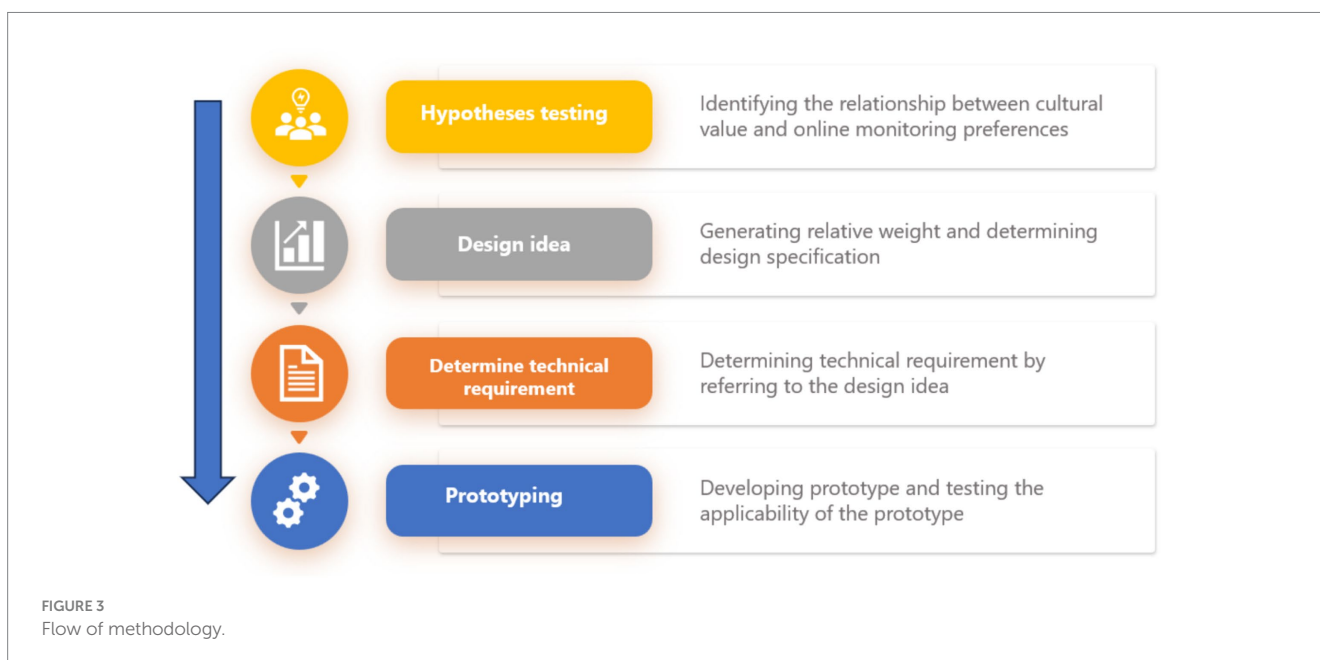 Hypotheses testing
Identifying the relationship between cultural
value and online monitoring preferences
Design idea
Generating relative weight and determining
design specification
Determine technical
requirement
Determining technical requirement by
referring to the design idea
Prototyping
Developing prototype and testing the
applicability of the prototype
FIGURE 3
Flow of methodology.